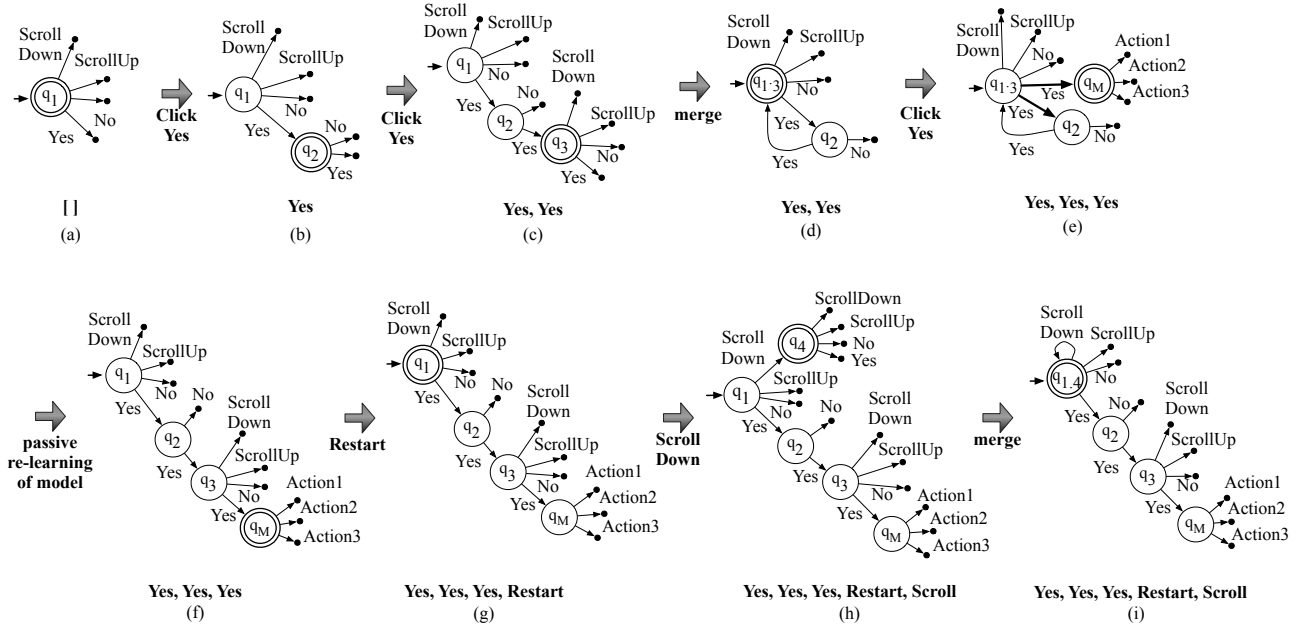 Scroll
Down
ScrollUp
q1
No
Yes
[ ]
(a)
Click
Yes
Scroll
Down
ScrollUp
q1
No
Yes
No
q2
Yes
Yes
(b)
Click
Yes
Scroll
Down
ScrollUp
q1
No
Scroll
Down
Yes
No
q2
ScrollUp
Yes
q3
No
Yes
Yes, Yes
(c)
merge
Scroll
Down
ScrollUp
q1·3
No
Yes
q2
No
Yes
Yes, Yes
(d)
Click
Yes
Scroll
Down
ScrollUp
No
Action1
Action2
q1·3
Yes
qM
Action3
Yes
q2
No
Yes
Yes, Yes, Yes
(e)
passive
re-learning
of model
Scroll
Down
ScrollUp
q1
No
Yes
No
Scroll
Down
q2
Yes
ScrollUp
q3
No
Action1
Yes
Action2
qM
Action3
Yes, Yes, Yes
(f)
Restart
Scroll
Down
ScrollUp
q1
No
Yes
No
Scroll
Down
q2
Yes
ScrollUp
q3
No
Action1
Yes
Action2
qM
Action3
Yes, Yes, Yes, Restart
(g)
Scroll
Down
ScrollDown
ScrollUp
q4
No
Yes
Scroll
Down
ScrollUp
q1
No
Yes
No
Scroll
Down
q2
Yes
ScrollUp
q3
No
Action1
Yes
Action2
qM
Action3
Yes, Yes, Yes, Restart, Scroll
(h)
merge
Scroll
Down
ScrollUp
q1.4
No
Yes
No
Scroll
Down
q2
Yes
ScrollUp
q3
No
Action1
Yes
Action2
qM
Action3
Yes, Yes, Yes, Restart, Scroll
(i)